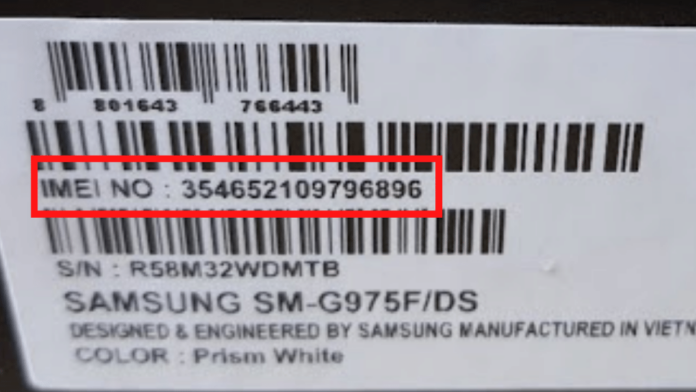 8 801643 766443
IMEI NO : 354652109796896
S/N : R58M32WDMTB
SAMSUNG SM-G975F/DS
DESIGNED & ENGINEERED BY SAMSUNG MANUFACTURED IN VIETN
COLOR : Prism White